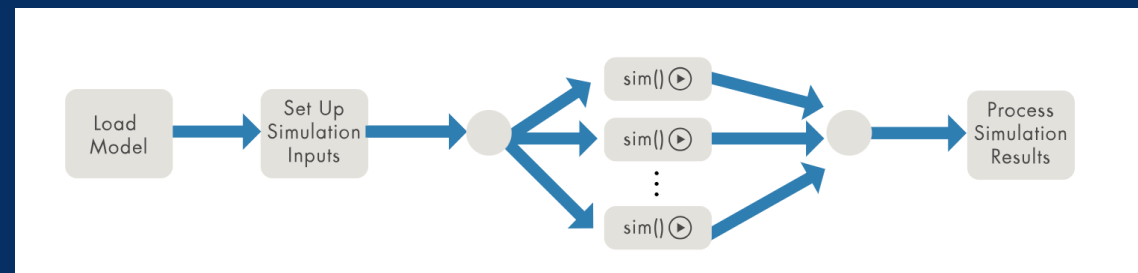 Load
Model
Set Up
Simulation
Inputs
sim()
sim()
sim()
Process
Simulation
Results